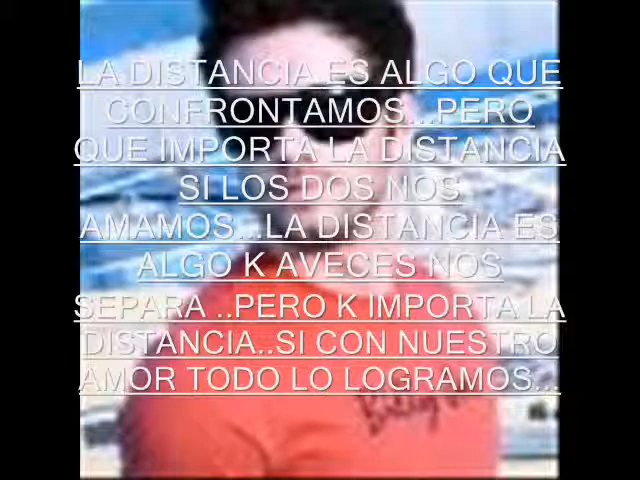 LA DISTANCIA ES ALGO QUE
CONFRONTAMOS...PERO
QUE IMPORTA LA DISTANCIA
SI LOS DOS NOS
AMAMOS...LA DISTANCIA ES
ALGO K AVECES NOS
SEPARA ..PERO K IMPORTA LA
DISTANCIA..SI CON NUESTRO
AMOR TODO LO LOGRAMOS...